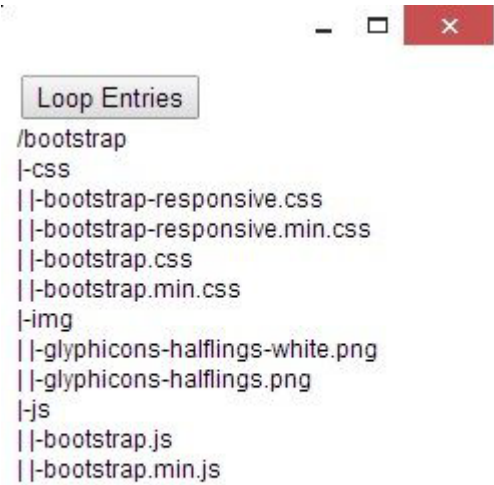 Loop Entries
/bootstrap
|-css
| |-bootstrap-responsive.css
| |-bootstrap-responsive.min.css
| |-bootstrap.css
| |-bootstrap.min.css
|-img
| |-glyphicons-halflings-white.png
| |-glyphicons-halflings.png
|-js
| |-bootstrap.js
| |-bootstrap.min.js